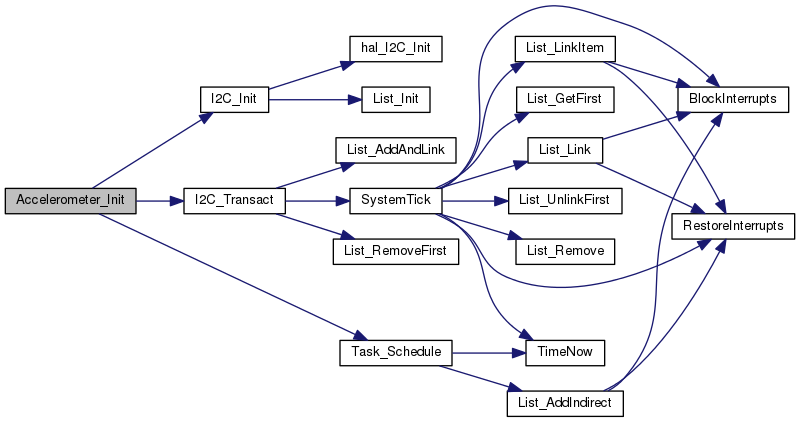 Accelerometer_Init
I2C_Init
hal_I2C_Init
List_Init
I2C_Transact
List_AddAndLink
SystemTick
List_RemoveFirst
List_LinkItem
List_GetFirst
List_Link
List_UnlinkFirst
List_Remove
BlockInterrupts
RestoreInterrupts
Task_Schedule
TimeNow
List_AddIndirect